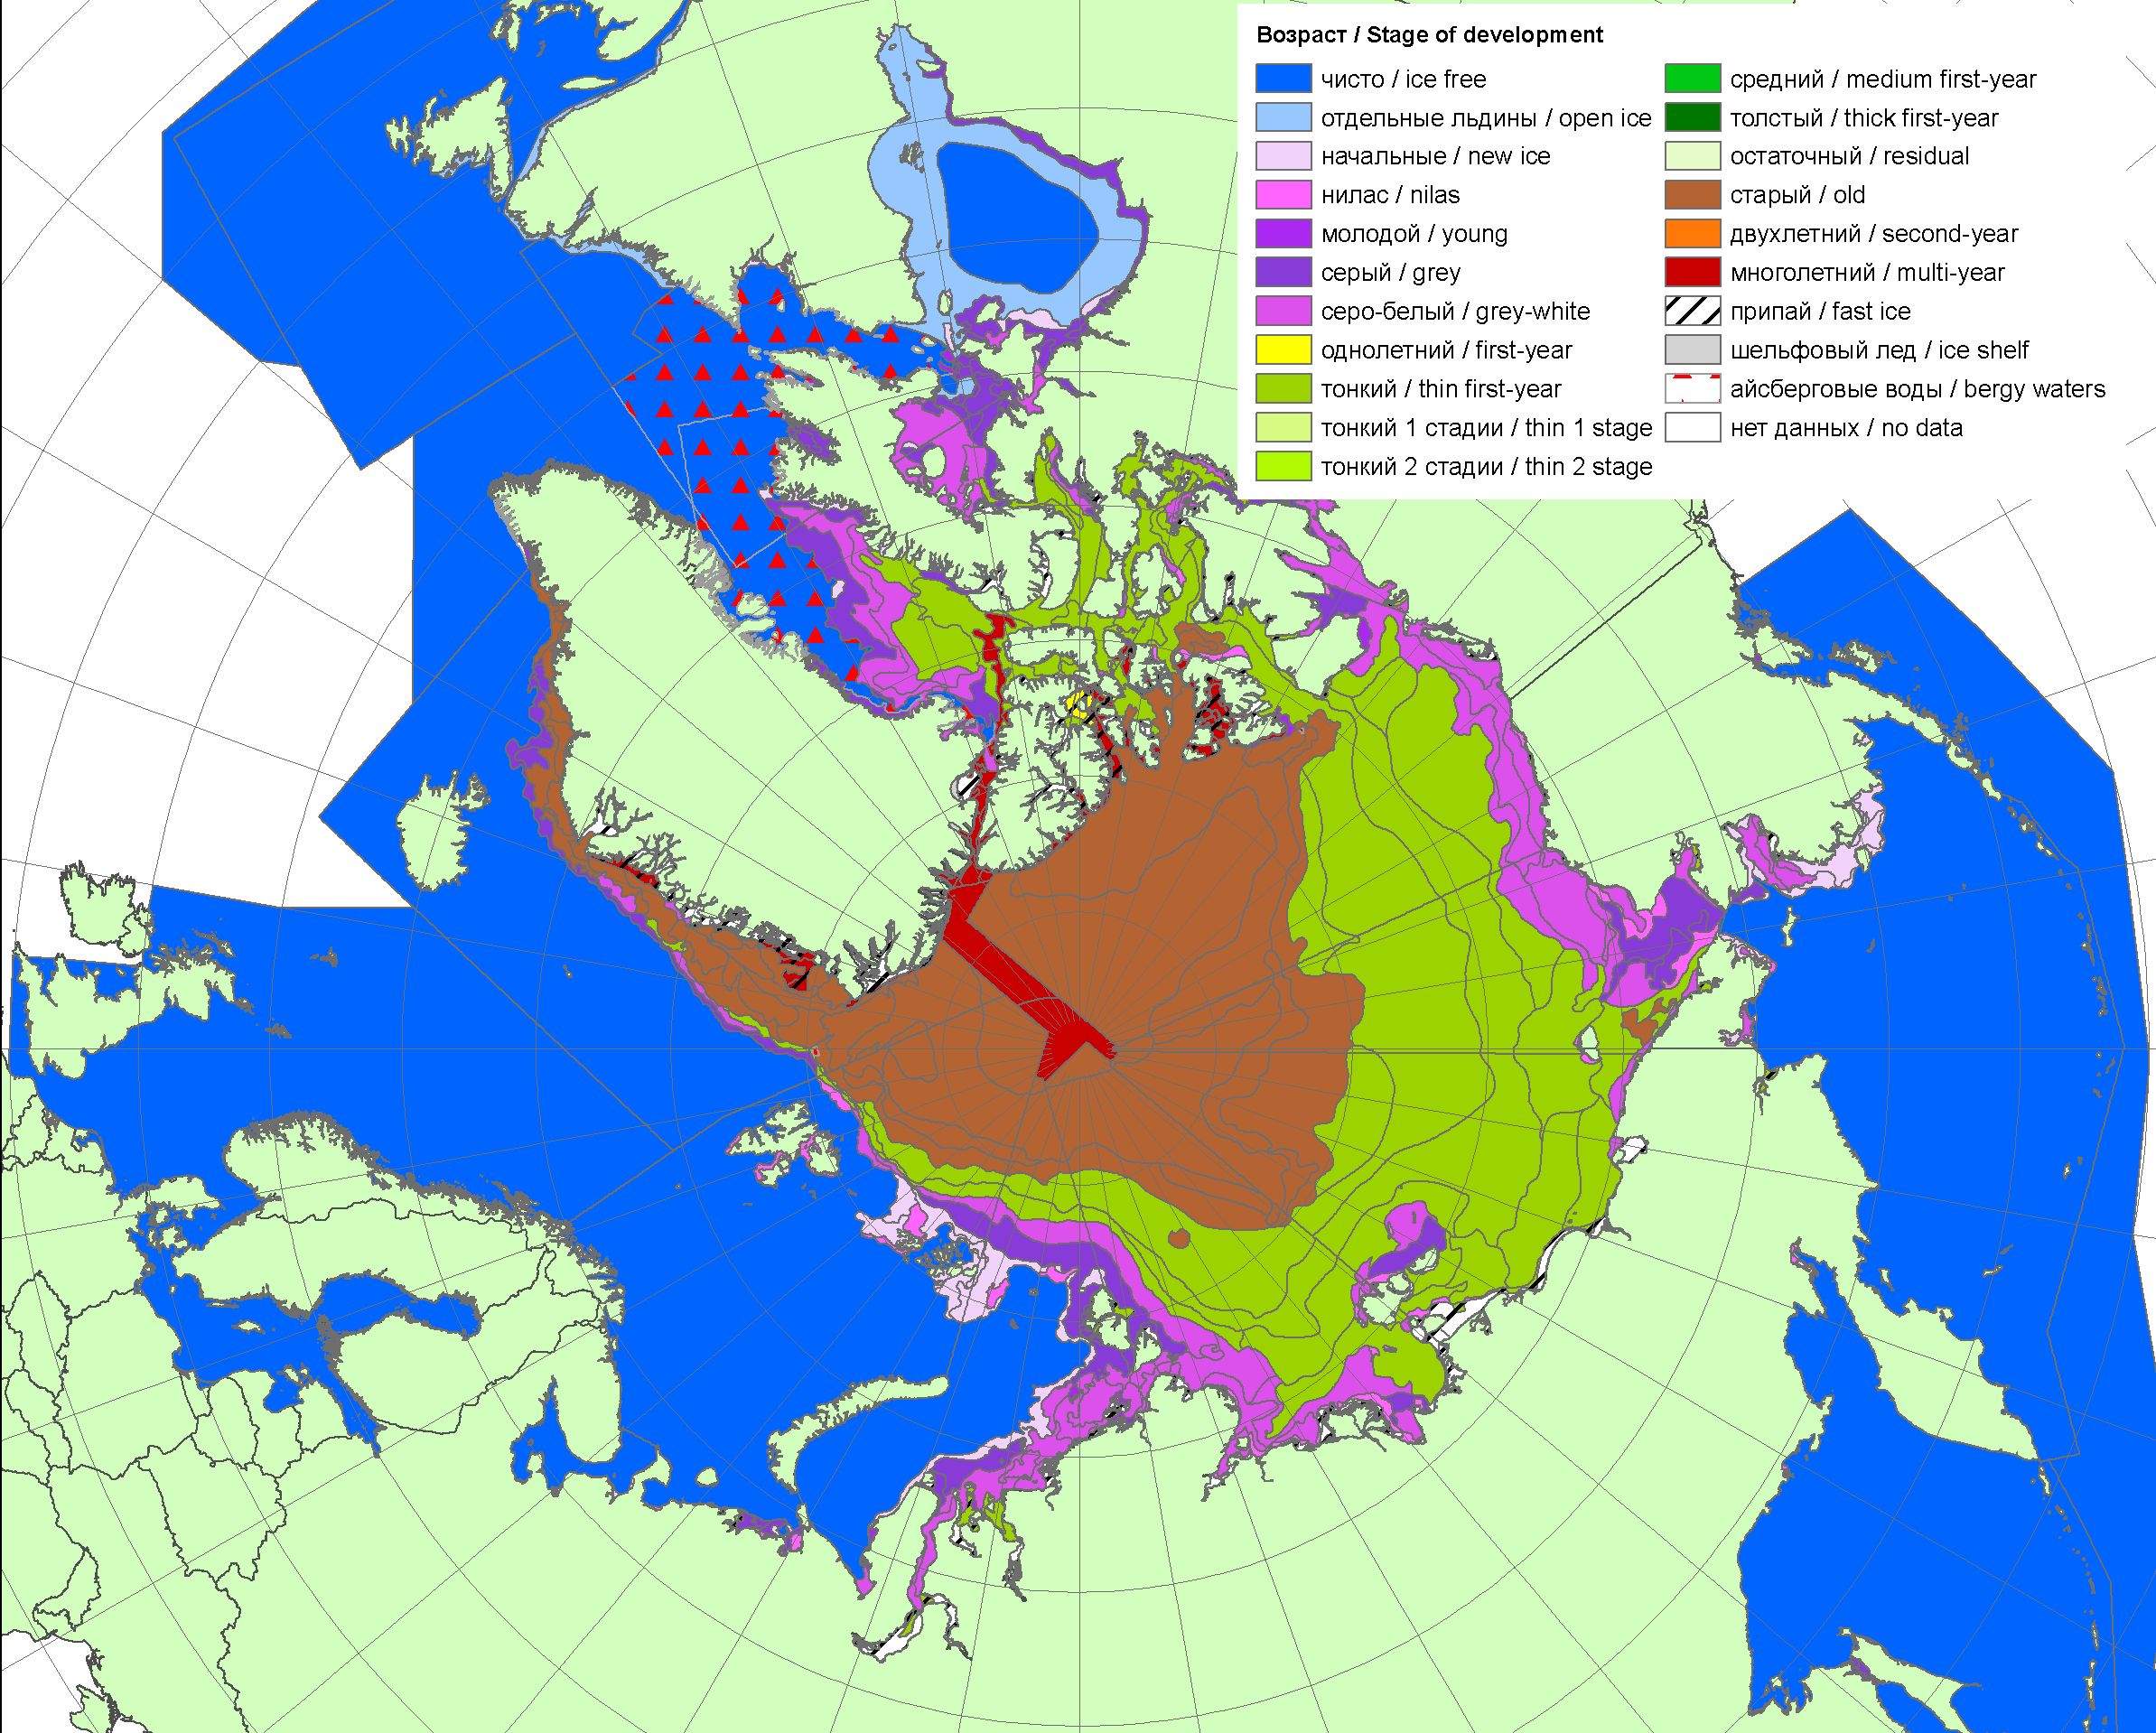 Возраст / Stage of development
чисто / ice free
отдельные льдины / open ice
начальные / new ice
нилас / nilas
молодой / young
серый / grey
серо-белый / grey-white
однолетний / first-year
тонкий / thin first-year
тонкий 1 стадии / thin 1 stage
тонкий 2 стадии / thin 2 stage
средний / medium first-year
толстый / thick first-year
остаточный / residual
старый / old
двухлетний / second-year
многолетний / multi-year
припай / fast ice
шельфовый лед / ice shelf
айсберговые воды / bergy waters
нет данных / no data